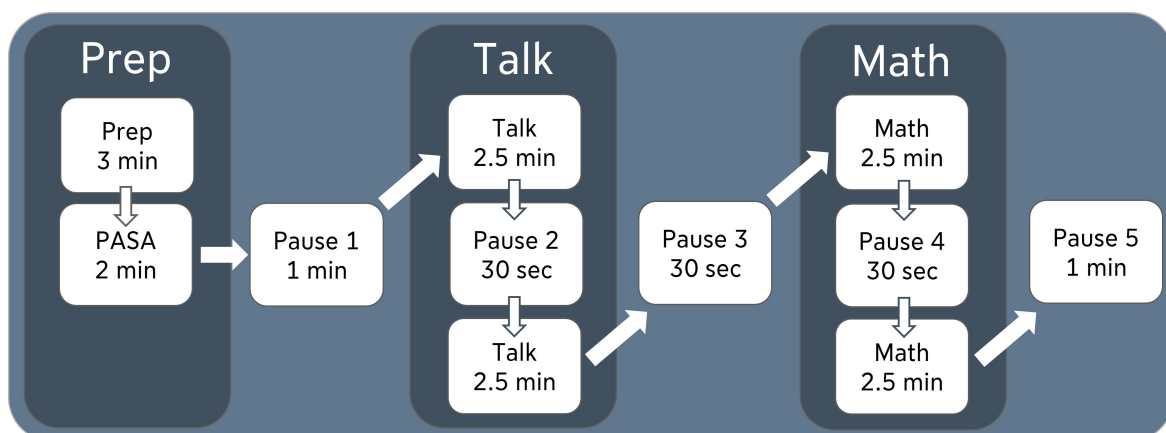 Prep
Prep
3 min
PASA
2 min
Pause 1
1 min
Talk
Talk
2.5 min
Pause 2
30 sec
Talk
2.5 min
Pause 3
30 sec
Math
Math
2.5 min
Pause 4
30 sec
Math
2.5 min
Pause 5
1 min